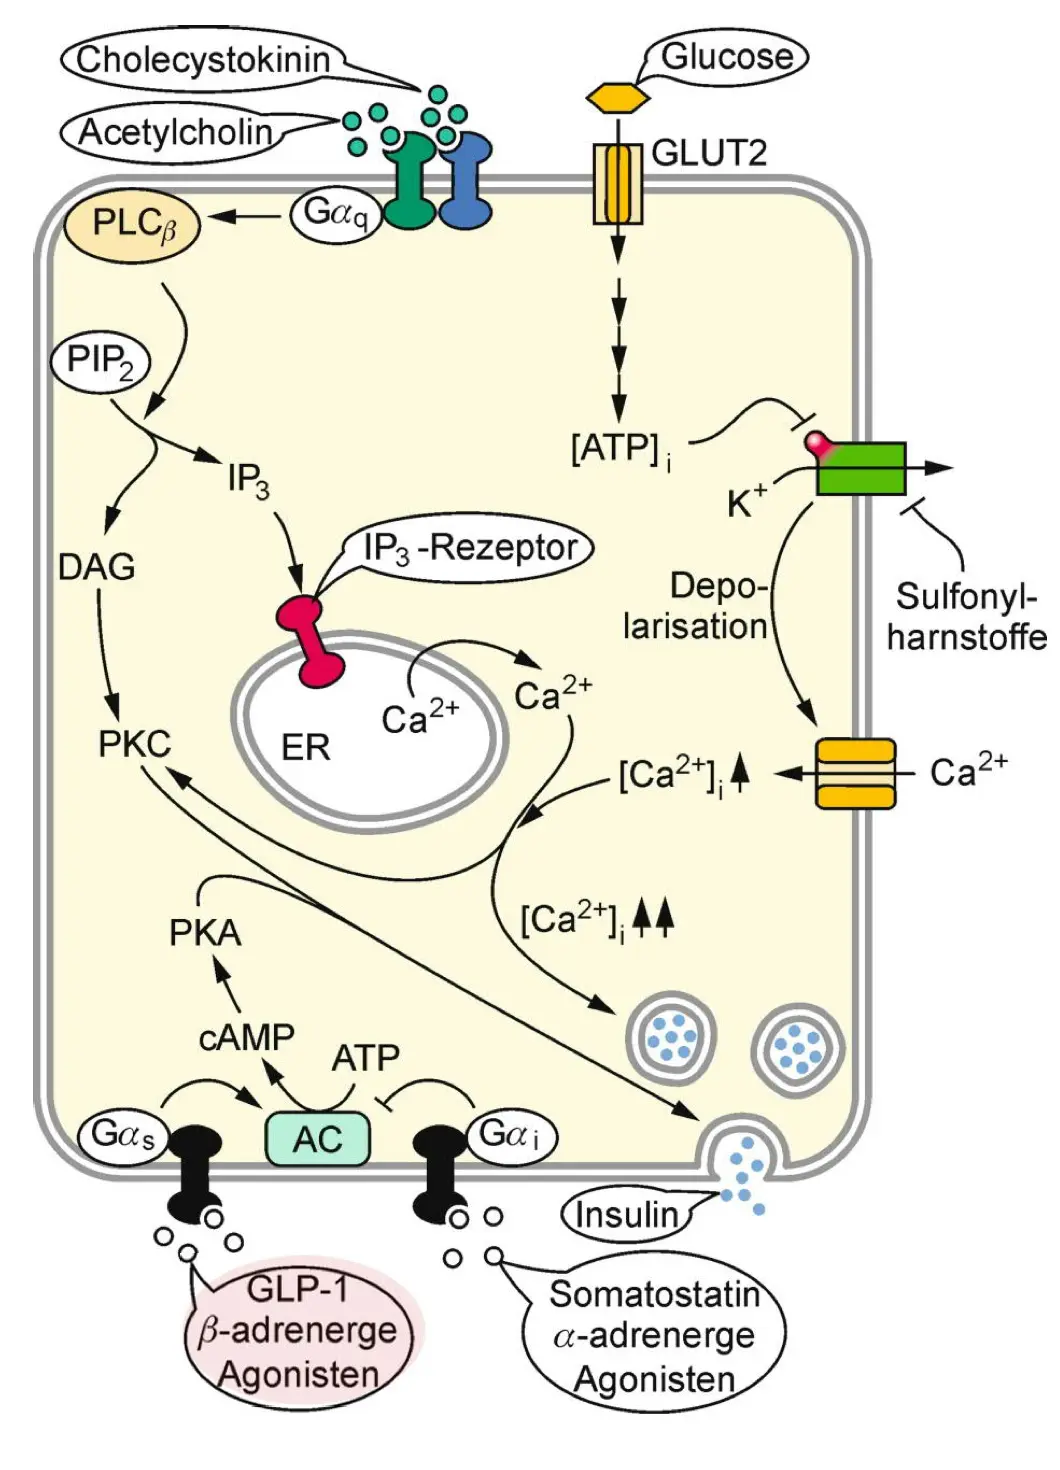 Cholecystokinin
Glucose
Acetylcholin
GLUT2
PLCβ
Gαq
PIP2
[ATP]i
IP3
K+
IP3-Rezeptor
DAG
Depo-
larisation
Sulfonyl-
harnstoffe
Ca2+
Ca2+
ER
PKC
[Ca2+]i
Ca2+
[Ca2+]i
PKA
cAMP
ATP
Gαs
AC
Gαi
Insulin
GLP-1
β-adrenerge
Agonisten
Somatostatin
α-adrenerge
Agonisten